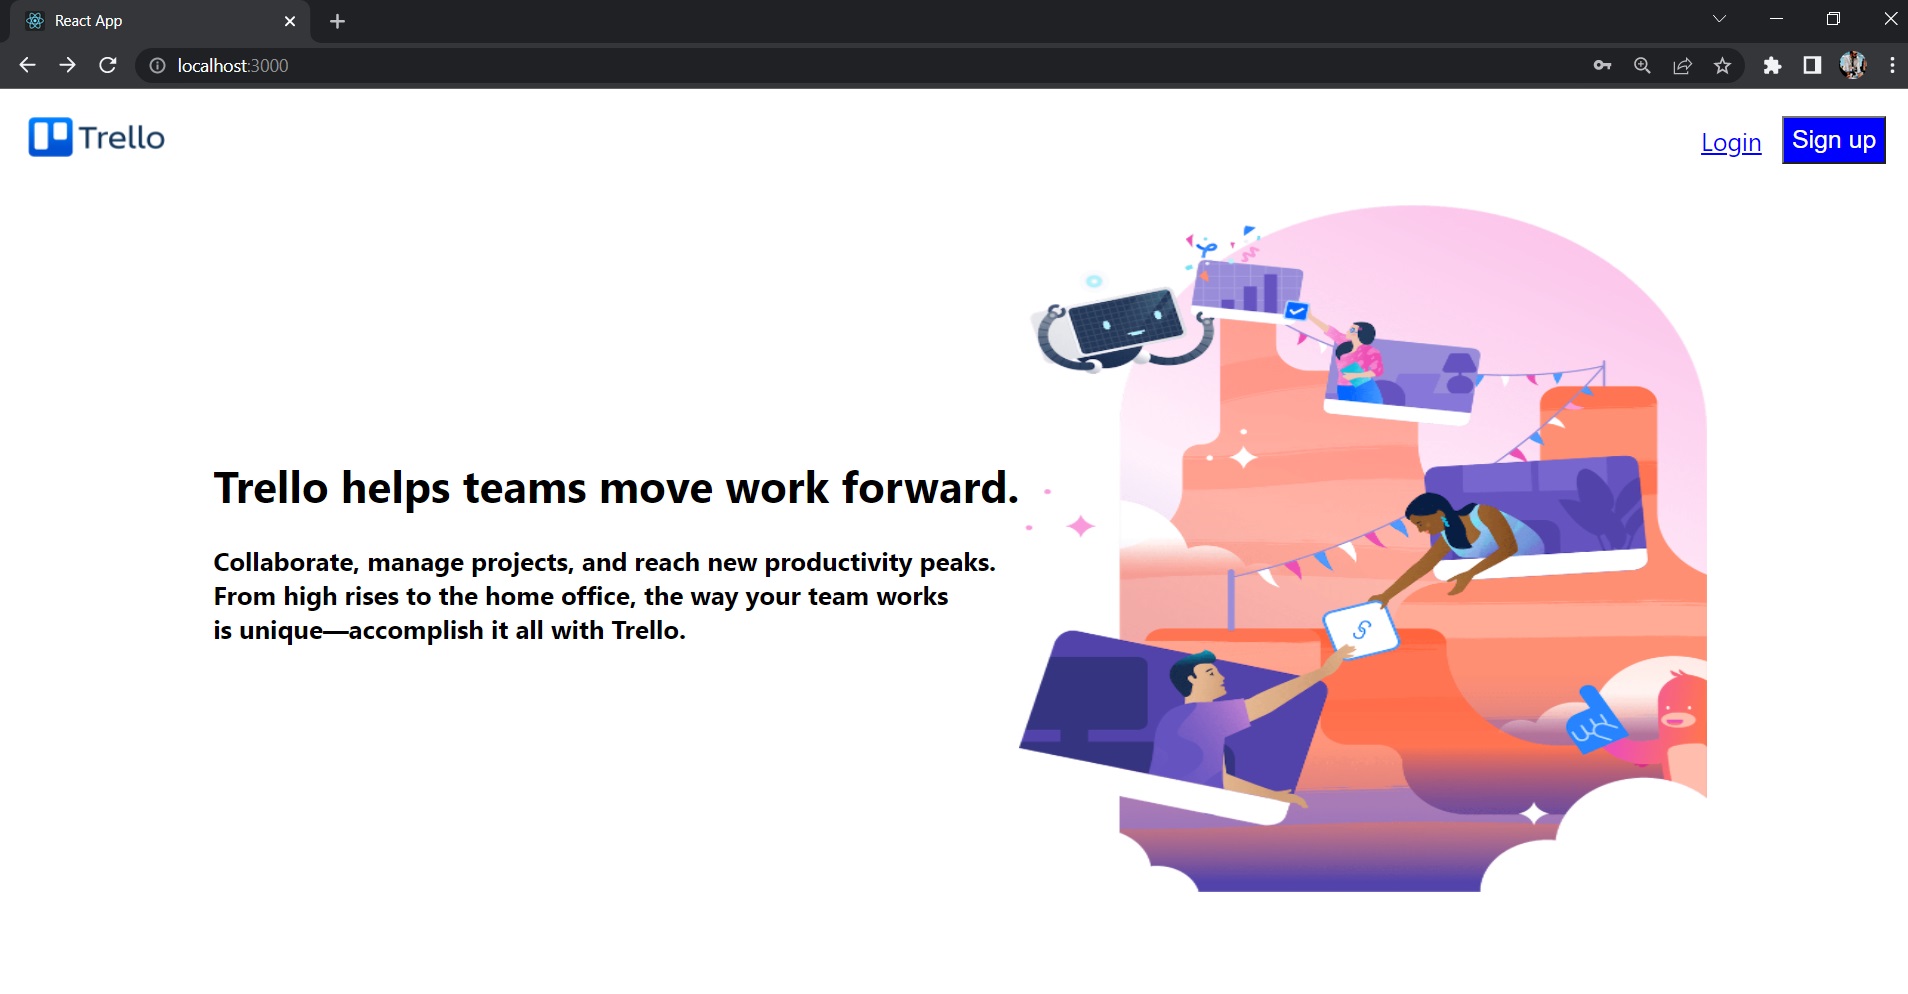 React App
localhost:3000
Trello
Login
Sign up
Trello helps teams move work forward.
Collaborate, manage projects, and reach new productivity peaks.
From high rises to the home office, the way your team works
is unique—accomplish it all with Trello.